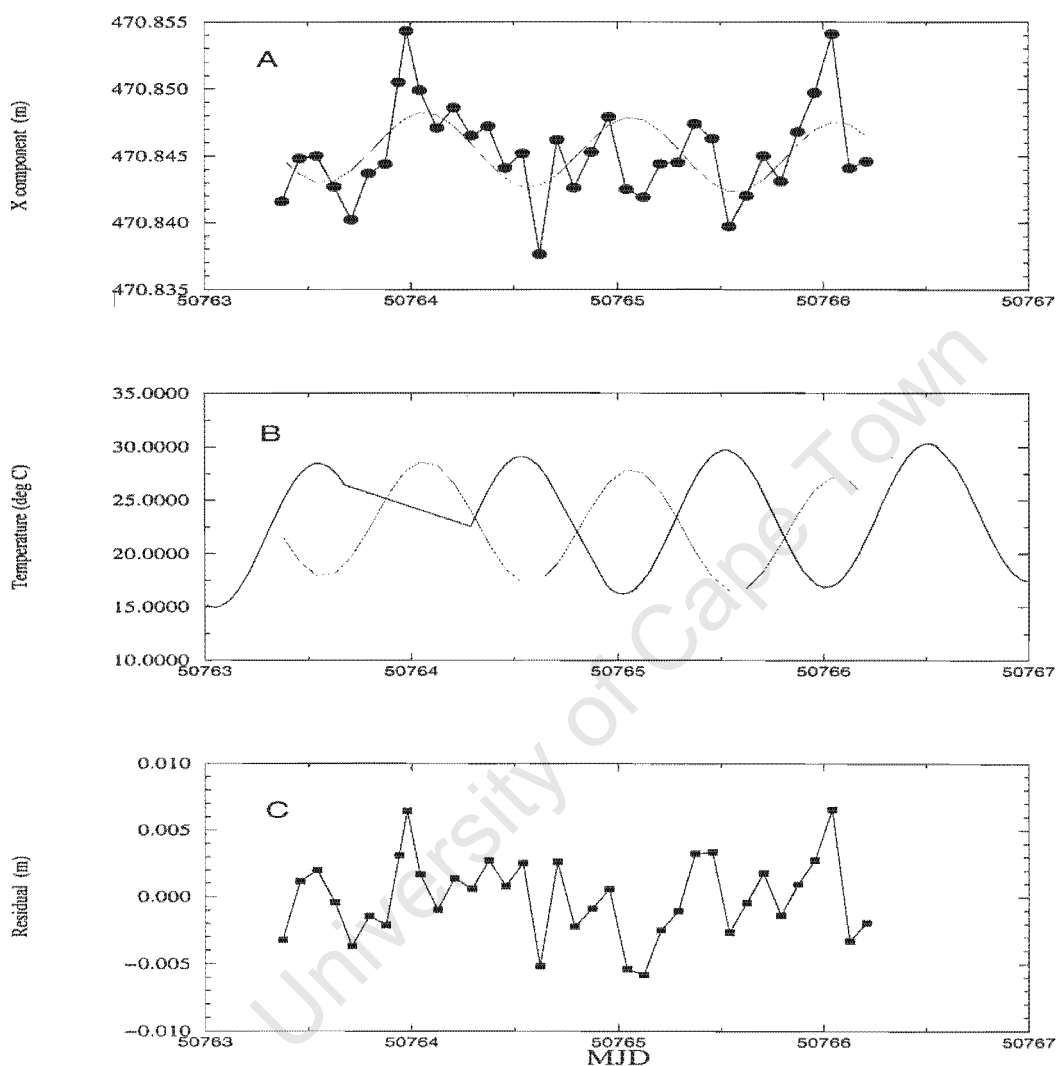 470.855
A
470.850
X component (m)
470.845
470.840
470.835
50763 50764 50765 50766 50767
35.0000
B
30.0000
25.0000
Temperature (deg C)
20.0000
15.0000
10.0000
50763 50764 50765 50766 50767
0.010
C
0.005
Residual (m)
0.000
−0.005
−0.010
50763 50764 50765 50766 50767
MJD
University of Cape Town